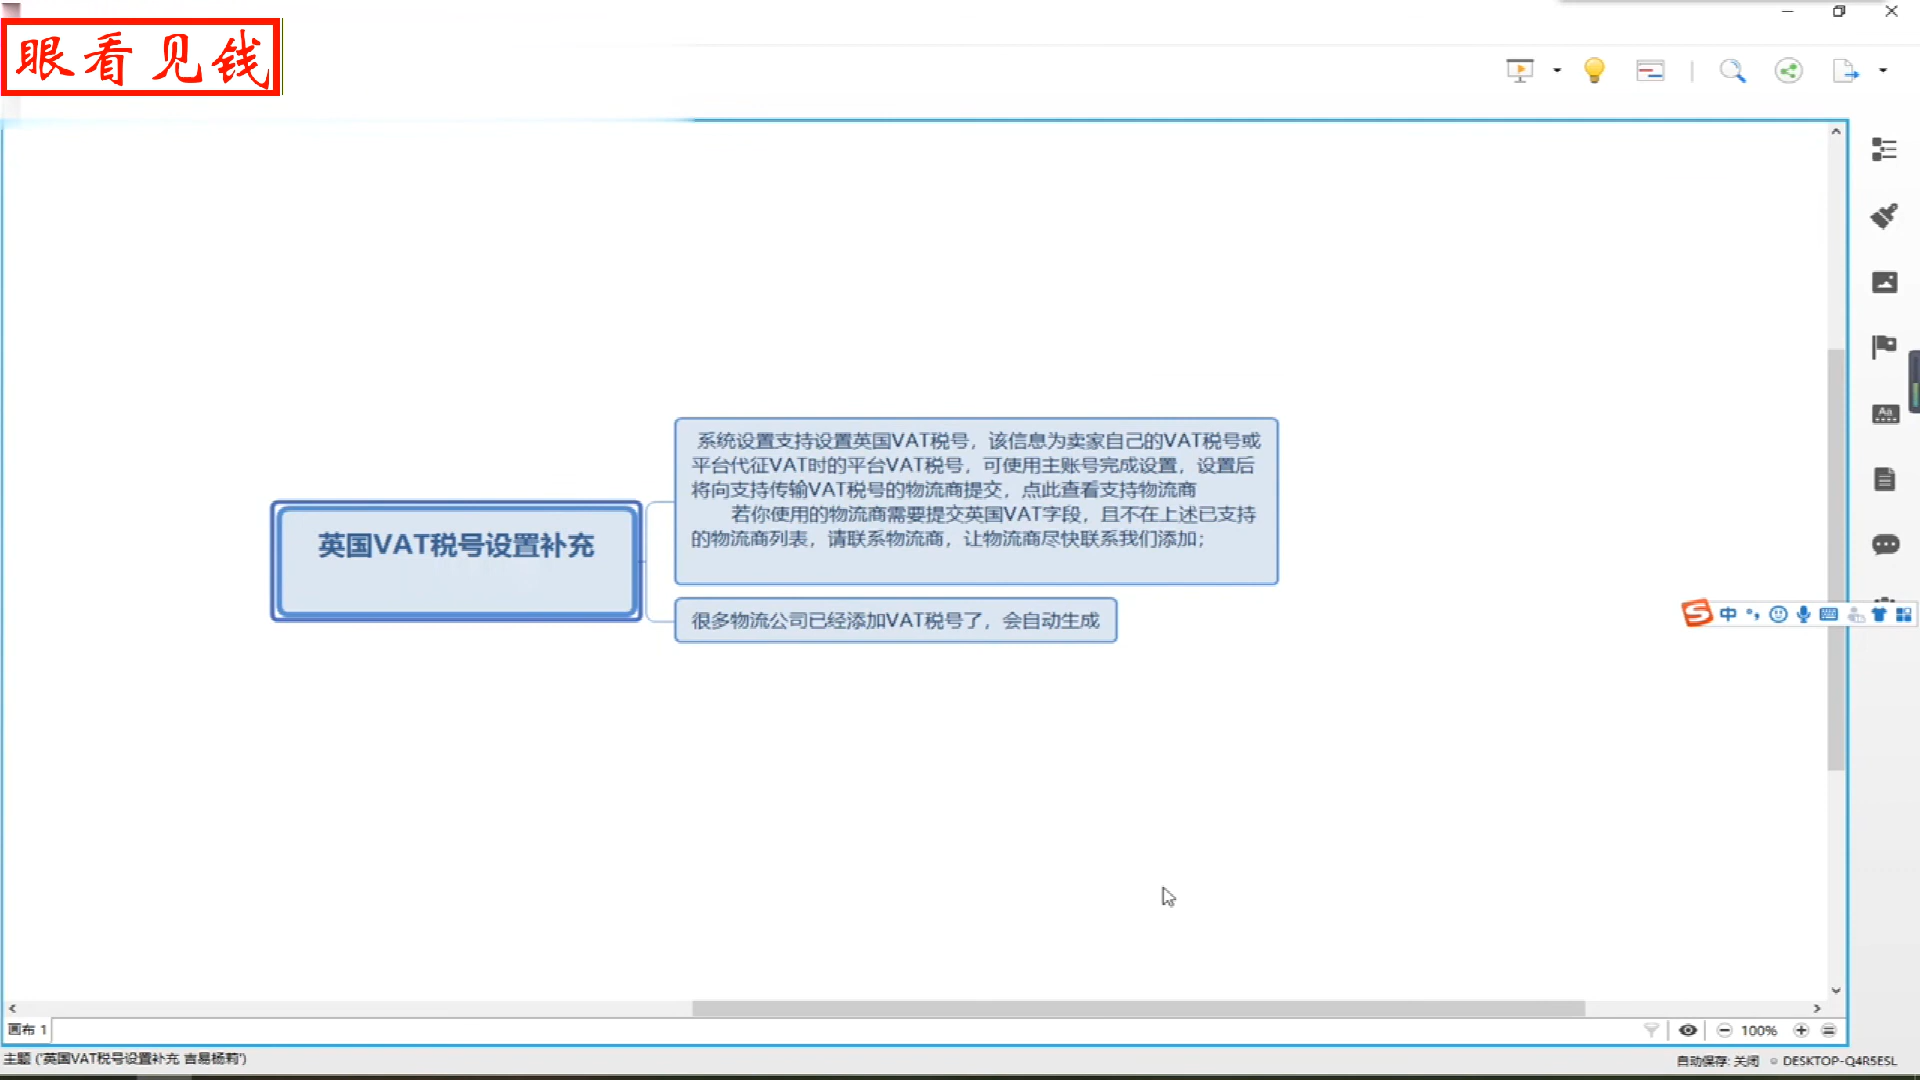 眼看见钱
系统设置支持设置英国VAT税号，该信息为卖家自己的VAT税号或
平台代征VAT时的平台VAT税号，可使用主账号完成设置，设置后
将向支持传输VAT税号的物流商提交，点此查看支持物流商
若你使用的物流商需要提交英国VAT字段，且不在上述已支持
的物流商列表，请联系物流商，让物流商尽快联系我们添加；
英国VAT税号设置补充
很多物流公司已经添加VAT税号了，会自动生成
Aa
中
画布 1
100%
主题 ('英国VAT税号设置补充 吉易杨莉')
自动保存: 关闭
DESKTOP-Q4R5ESL